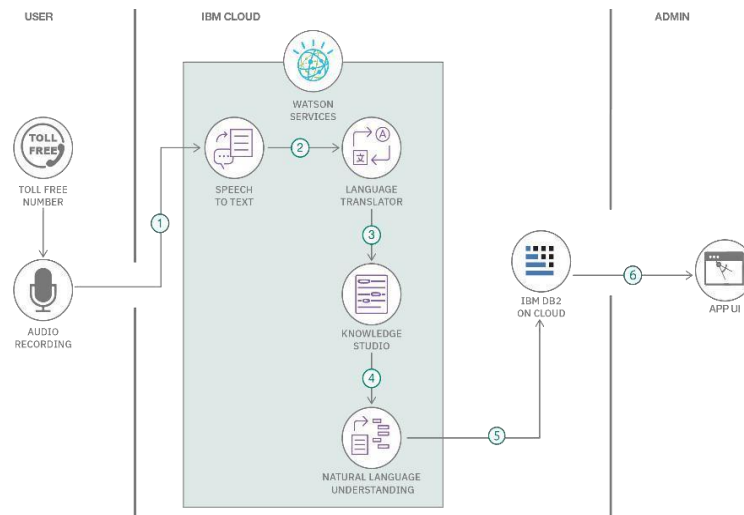 USER
IBM CLOUD
ADMIN
WATSON
SERVICES
TOLL
FREE
TOLL FREE
NUMBER
1
SPEECH
TO TEXT
2
A
文
LANGUAGE
TRANSLATOR
3
AUDIO
RECORDING
KNOWLEDGE
STUDIO
4
NATURAL LANGUAGE
UNDERSTANDING
5
IBM DB2
ON CLOUD
6
APP UI